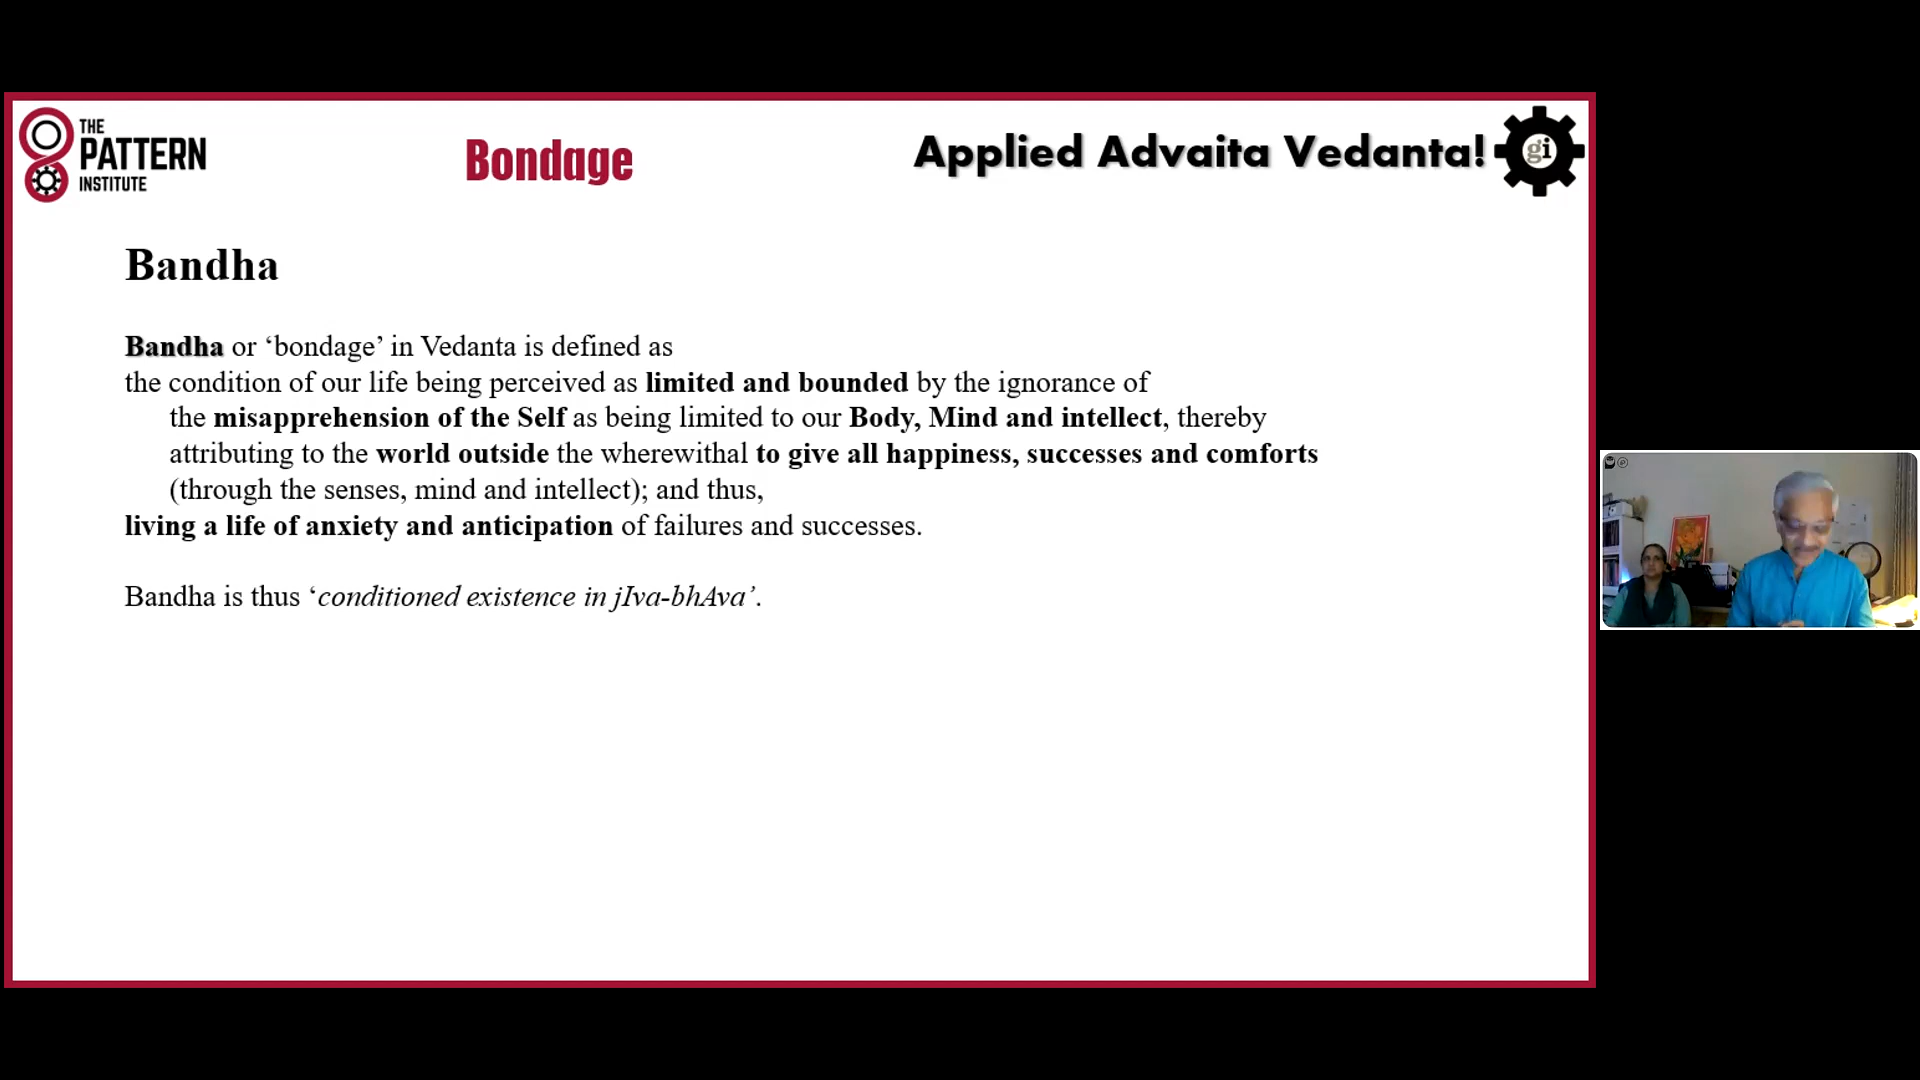 THE
PATTERN
INSTITUTE
Bondage
Applied Advaita Vedanta!
gi
Bandha
Bandha or ‘bondage’ in Vedanta is defined as
the condition of our life being perceived as limited and bounded by the ignorance of
the misapprehension of the Self as being limited to our Body, Mind and intellect, thereby
attributing to the world outside the wherewithal to give all happiness, successes and comforts
(through the senses, mind and intellect); and thus,
living a life of anxiety and anticipation of failures and successes.
Bandha is thus ‘conditioned existence in jIva-bhAva’.